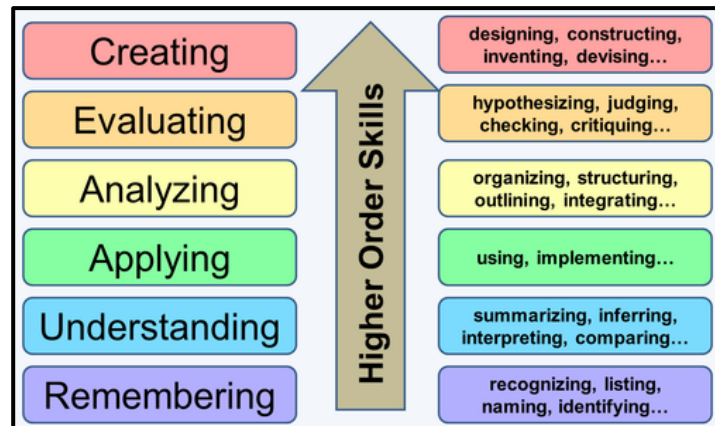 Creating
designing, constructing,
inventing, devising...
Evaluating
hypothesizing, judging,
checking, critiquing...
Analyzing
organizing, structuring,
outlining, integrating...
Applying
using, implementing...
Understanding
summarizing, inferring,
interpreting, comparing...
Remembering
recognizing, listing,
naming, identifying...
Higher Order Skills